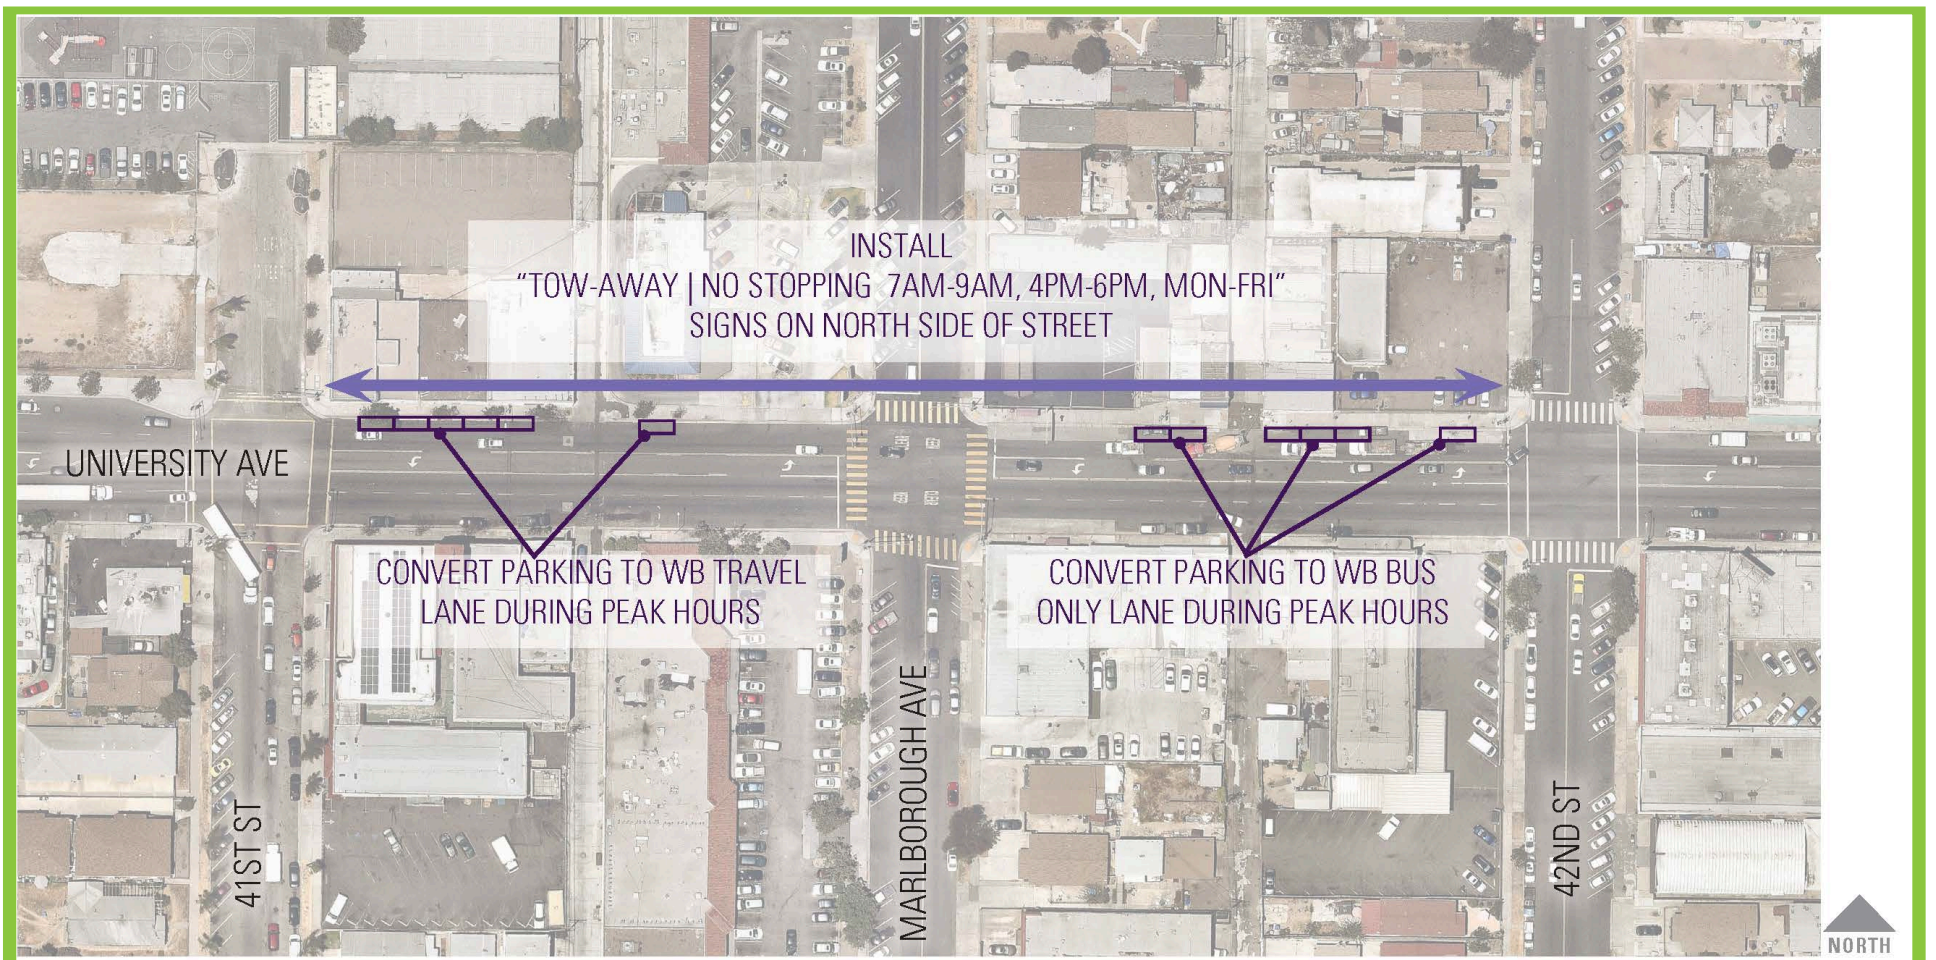 INSTALL
“TOW-AWAY | NO STOPPING 7AM-9AM, 4PM-6PM, MON-FRI”
SIGNS ON NORTH SIDE OF STREET
UNIVERSITY AVE
CONVERT PARKING TO WB TRAVEL
LANE DURING PEAK HOURS
CONVERT PARKING TO WB BUS
ONLY LANE DURING PEAK HOURS
41ST ST
MARLBOROUGH AVE
42ND ST
NORTH